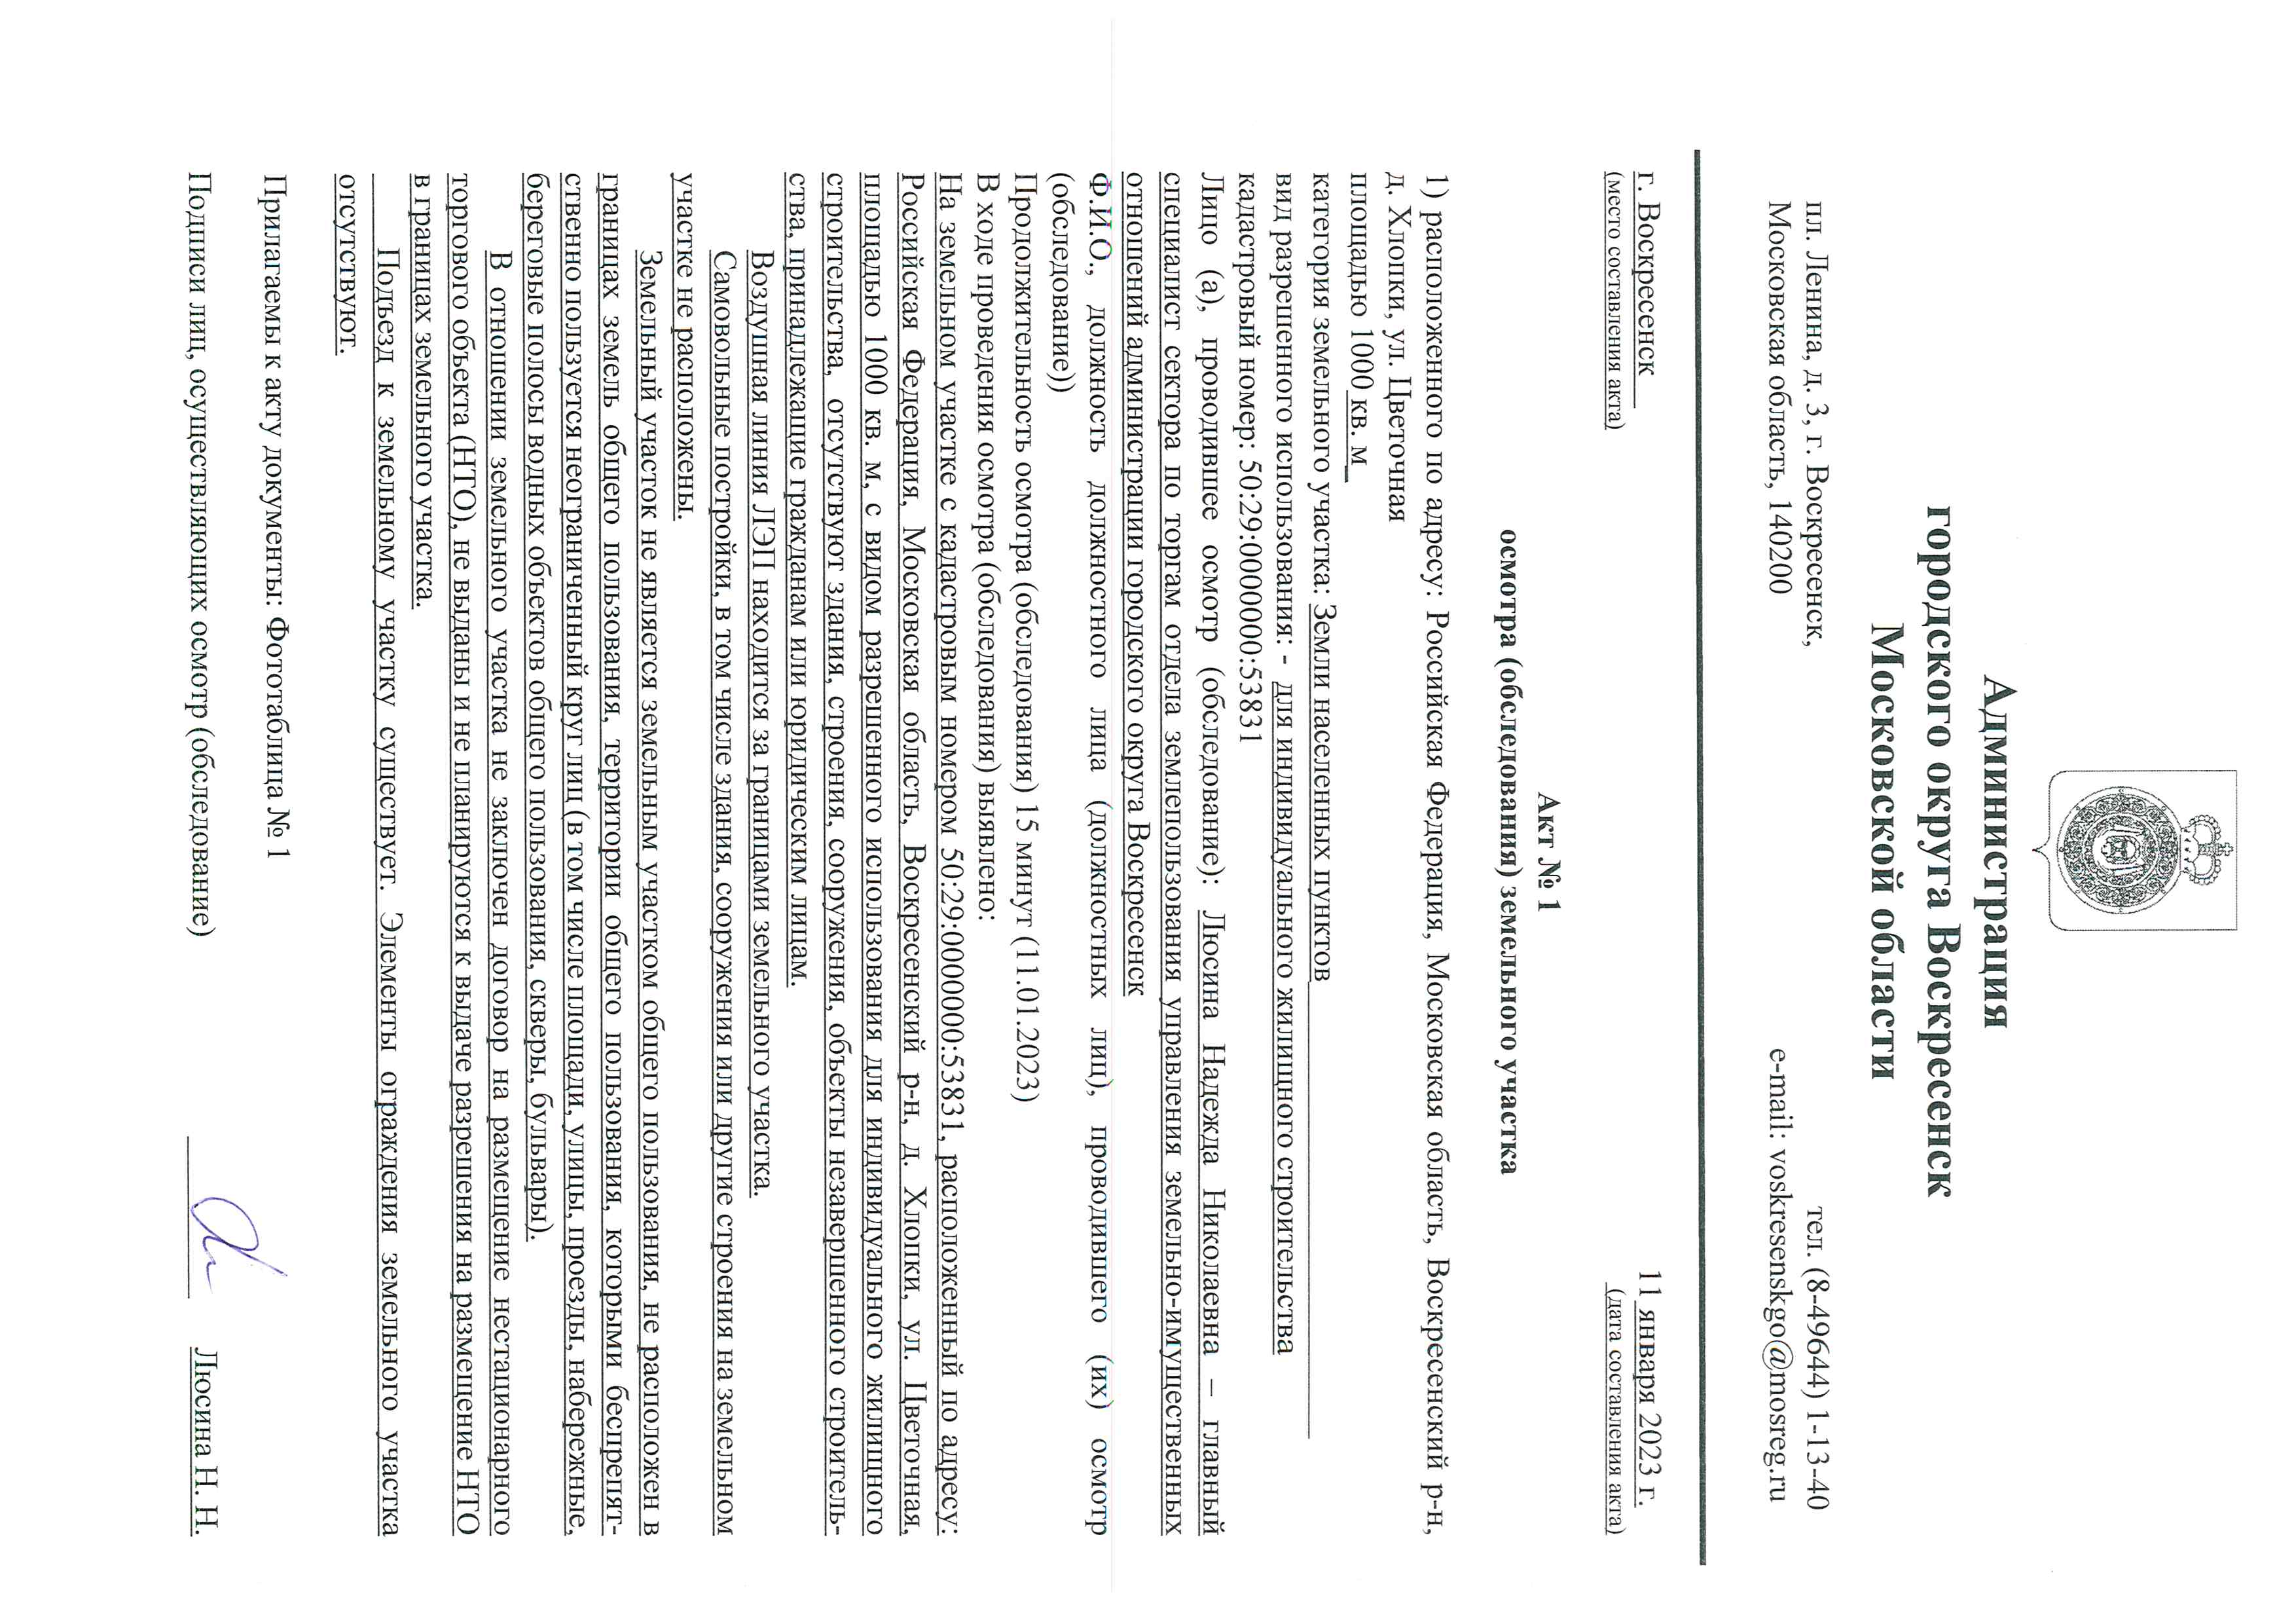 Администрация
городского округа Воскресенск
Московской области
пл. Ленина, д. 3, г. Воскресенск,
Московская область, 140200
тел. (8-49644) 1-13-40
e-mail: voskresenskgo@mosreg.ru
г. Воскресенск
(место составления акта)
11 января 2023 г.
(дата составления акта)
Акт № 1
осмотра (обследования) земельного участка
1) расположенного по адресу: Российская Федерация, Московская область, Воскресенский р-н,
д. Хлопки, ул. Цветочная
площадью 1000 кв. м
категория земельного участка: Земли населенных пунктов
вид разрешенного использования: - для индивидуального жилищного строительства
кадастровый номер: 50:29:0000000:53831
Лицо (а), проводившее осмотр (обследование): Люсина Надежда Николаевна – главный
специалист сектора по торгам отдела землепользования управления земельно-имущественных
отношений администрации городского округа Воскресенск
Ф.И.О., должность должностного лица (должностных лиц), проводившего (их) осмотр
(обследование))
Продолжительность осмотра (обследования) 15 минут (11.01.2023)
В ходе проведения осмотра (обследования) выявлено:
На земельном участке с кадастровым номером 50:29:0000000:53831, расположенный по адресу:
Российская Федерация, Московская область, Воскресенский р-н, д. Хлопки, ул. Цветочная,
площадью 1000 кв. м, с видом разрешенного использования для индивидуального жилищного
строительства, отсутствуют здания, строения, сооружения, объекты незавершенного строитель-
ства, принадлежащие гражданам или юридическим лицам.
Воздушная линия ЛЭП находится за границами земельного участка.
Самовольные постройки, в том числе здания, сооружения или другие строения на земельном
участке не расположены.
Земельный участок не является земельным участком общего пользования, не расположен в
границах земель общего пользования, территории общего пользования, которыми беспрепят-
ственно пользуется неограниченный круг лиц (в том числе площади, улицы, проезды, набережные,
береговые полосы водных объектов общего пользования, скверы, бульвары).
В отношении земельного участка не заключен договор на размещение нестационарного
торгового объекта (НТО), не выданы и не планируются к выдаче разрешения на размещение НТО
в границах земельного участка.
Подъезд к земельному участку существует. Элементы ограждения земельного участка
отсутствуют.
Прилагаемы к акту документы: Фототаблица № 1
Подписи лиц, осуществляющих осмотр (обследование)
Люсина Н. Н.